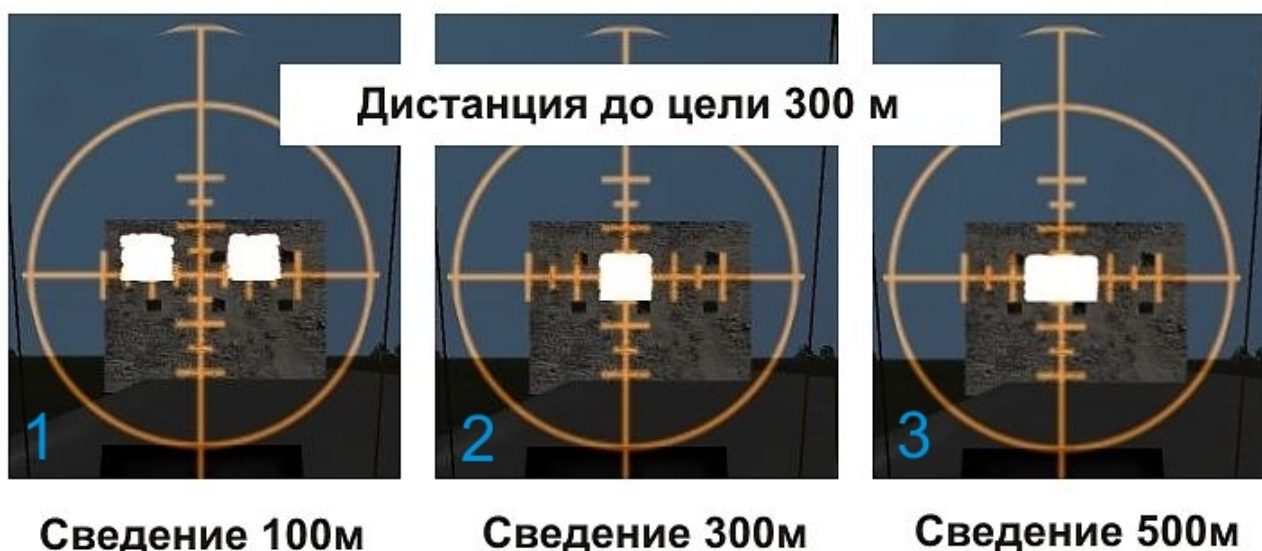 Дистанция до цели 300 м
1
2
3
Сведение 100м
Сведение 300м
Сведение 500м